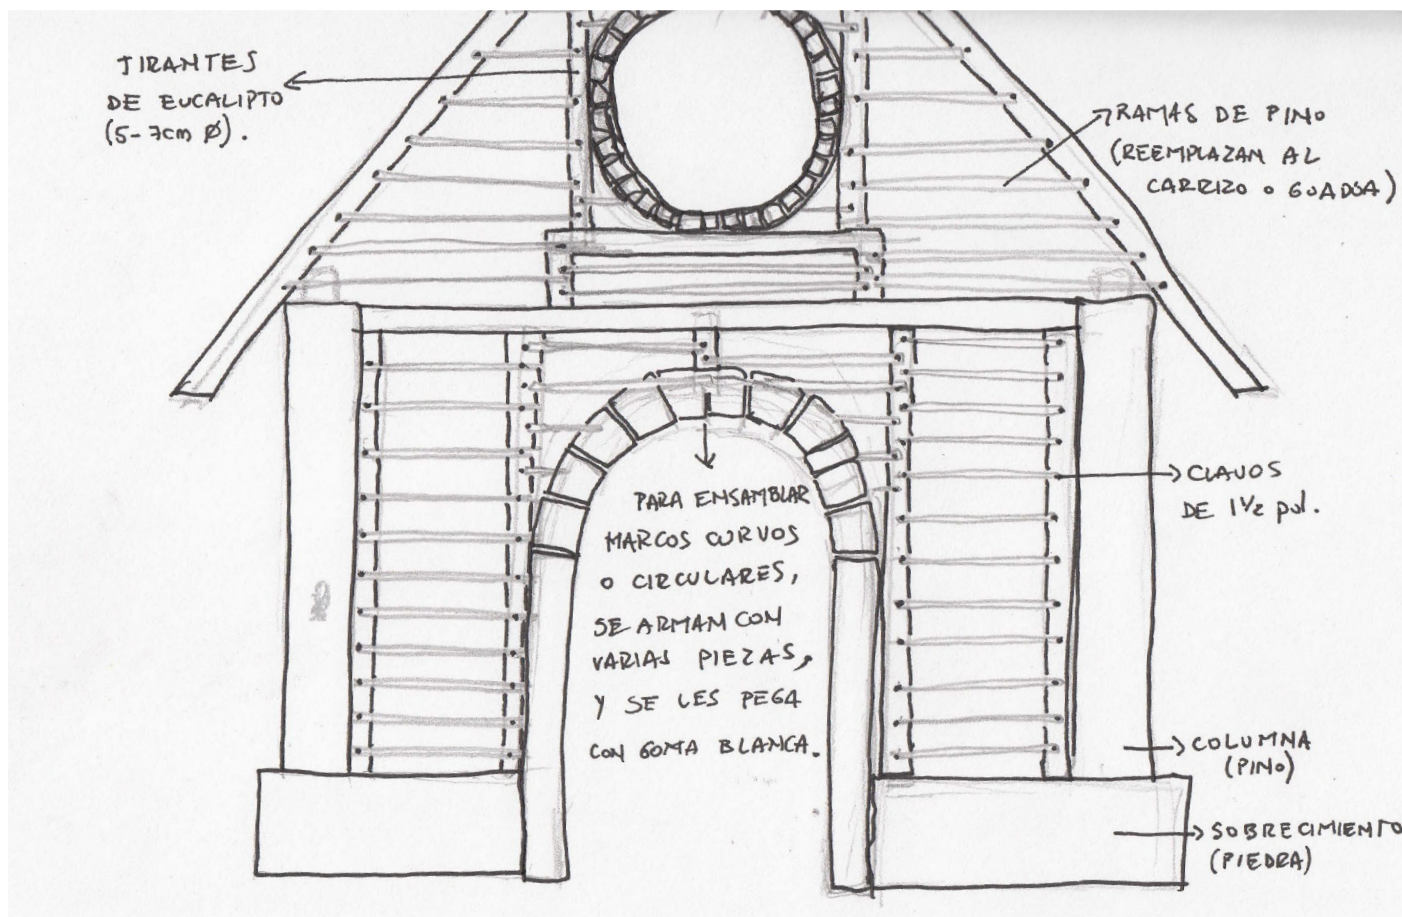 TIRANTES
DE EUCALIPTO
(5-7cm Ø).
RAMAS DE PINO
(REEMPLAZAN AL
CARRIZO O GUADUA)
CLAVOS
DE 1½ pul.
PARA ENSAMBLAR
MARCOS CURVOS
O CIRCULARES,
SE ARMAN CON
VARIAS PIEZAS,
Y SE LES PEGA
CON GOMA BLANCA.
COLUMNA
(PINO)
SOBRECIMIENTO
(PIEDRA)